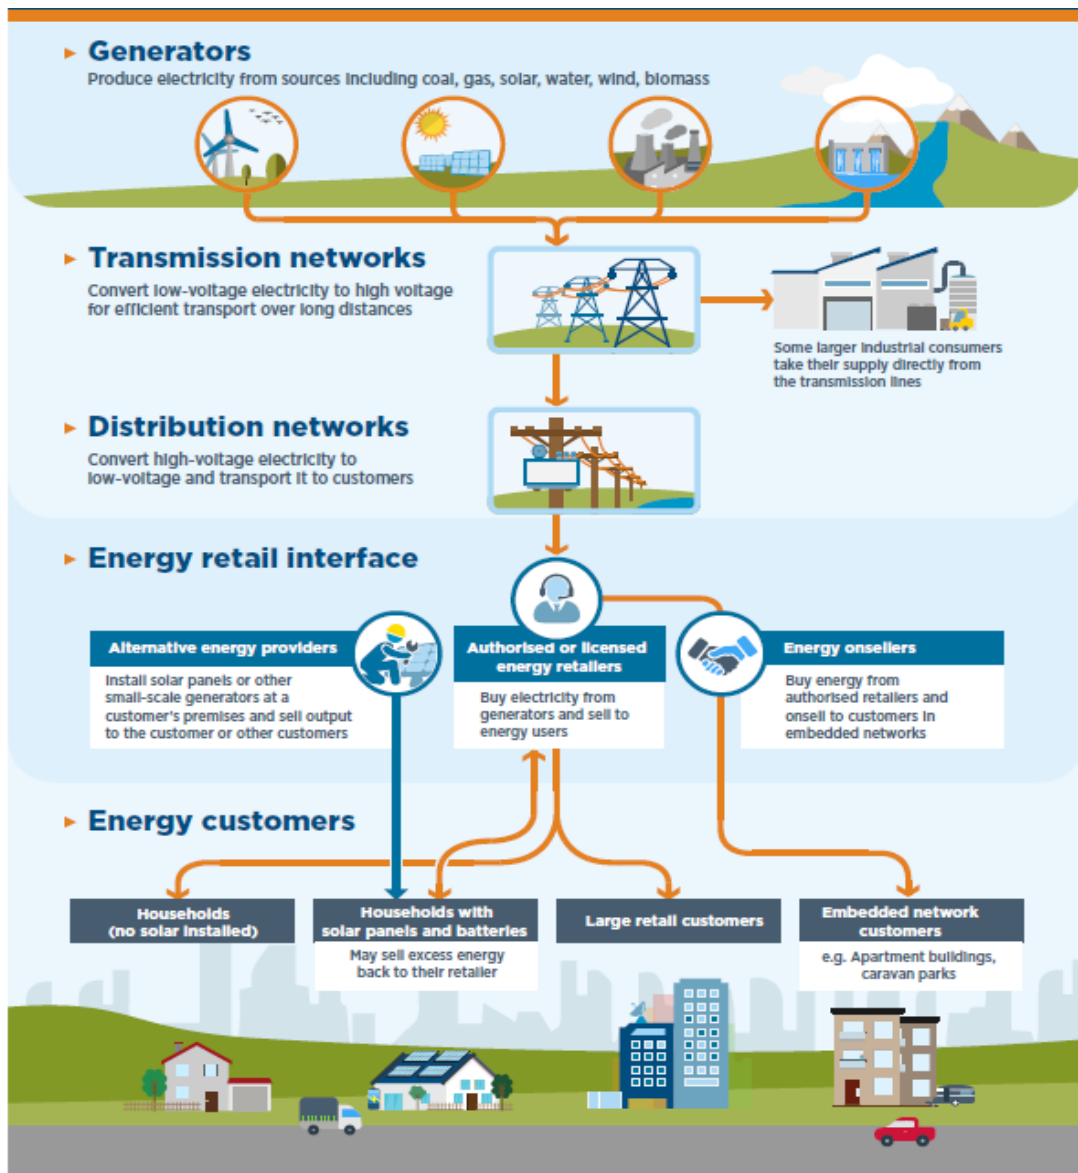 Generators
Produce electricity from sources including coal, gas, solar, water, wind, biomass
Transmission networks
Convert low-voltage electricity to high voltage
for efficient transport over long distances
Some larger industrial consumers
take their supply directly from
the transmission lines
Distribution networks
Convert high-voltage electricity to
low-voltage and transport it to customers
Energy retail interface
Alternative energy providers
Install solar panels or other
small-scale generators at a
customer's premises and sell output
to the customer or other customers
Authorised or licensed
energy retailers
Buy electricity from
generators and sell to
energy users
Energy onsellers
Buy energy from
authorised retailers and
onsell to customers in
embedded networks
Energy customers
Households
(no solar installed)
Households with
solar panels and batteries
May sell excess energy
back to their retailer
Large retail customers
Embedded network
customers
e.g. Apartment buildings,
caravan parks